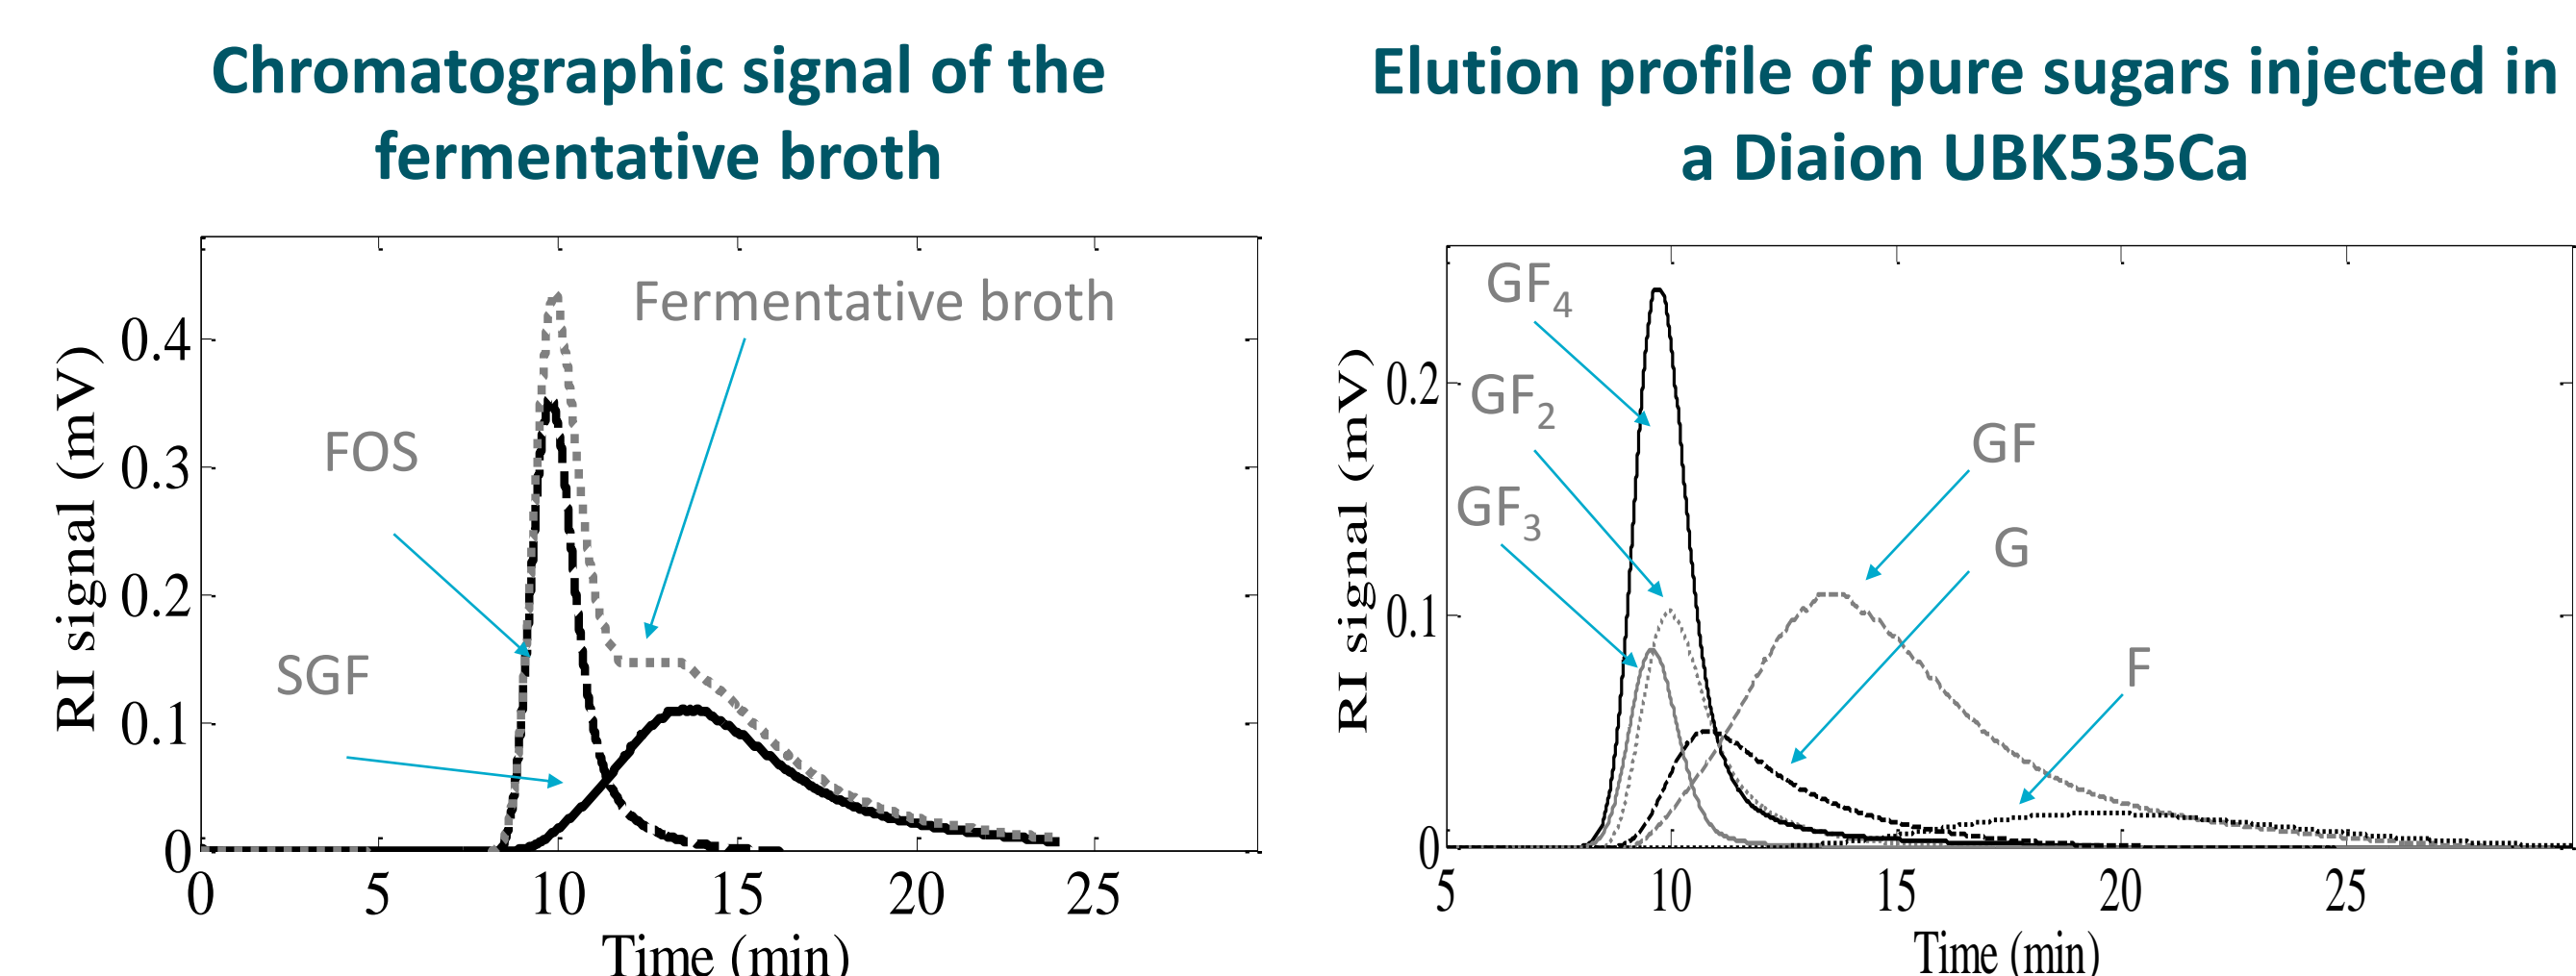 Chromatographic signal of the
fermentative broth
RI signal (mV)
0.4
0.3
0.2
0.1
0
Fermentative broth
FOS
SGF
0 5 10 15 20 25
Time (min)
Elution profile of pure sugars injected in
a Diaion UBK535Ca
RI signal (mV)
0.2
0.1
0
GF4
GF2
GF3
GF
G
F
5 10 15 20 25
Time (min)